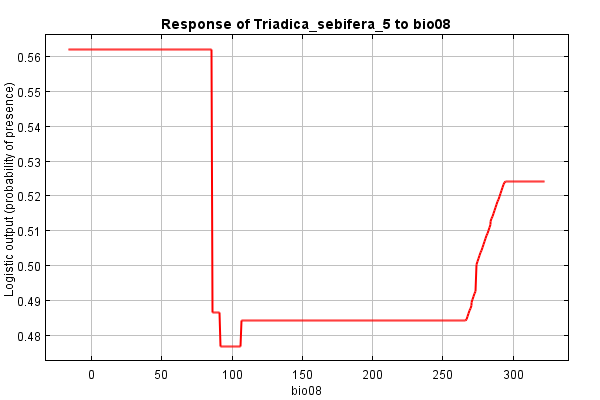 Response of Triadica_sebifera_5 to bio08
Logistic output (probability of presence)
0.56
0.55
0.54
0.53
0.52
0.51
0.50
0.49
0.48
0 50 100 150 200 250 300
bio08